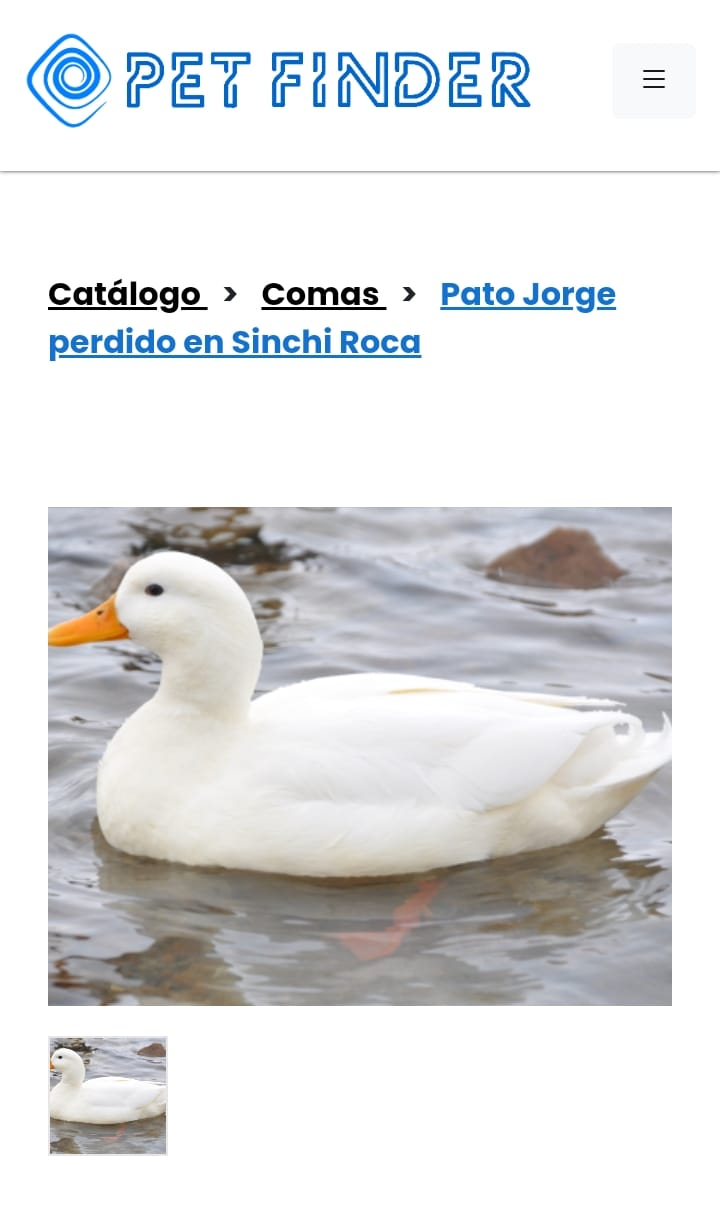 PET FINDER
Catálogo > Comas > Pato Jorge
perdido en Sinchi Roca